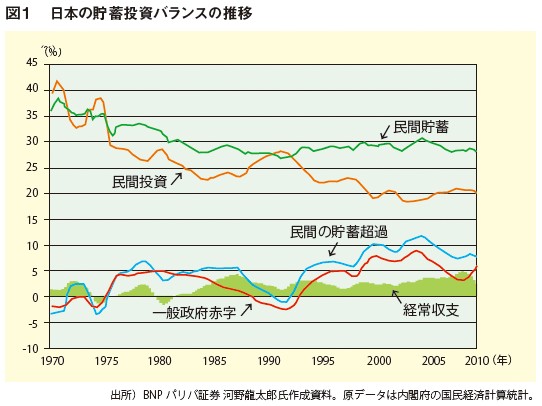 図1 日本の貯蓄投資バランスの推移
(%)
45
40
35
30
25
20
15
10
5
0
-5
-10
民間貯蓄
民間投資
民間の貯蓄超過
一般政府赤字
経常収支
1970 1975 1980 1985 1990 1995 2000 2005 2010 (年)
出所）BNPパリバ証券 河野龍太郎氏作成資料。原データは内閣府の国民経済計算統計。